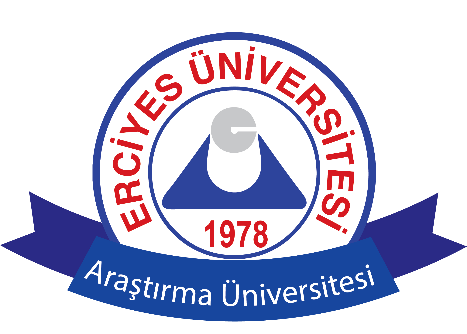 ERCİYES ÜNİVERSİTESİ
1978
Araştırma Üniversitesi